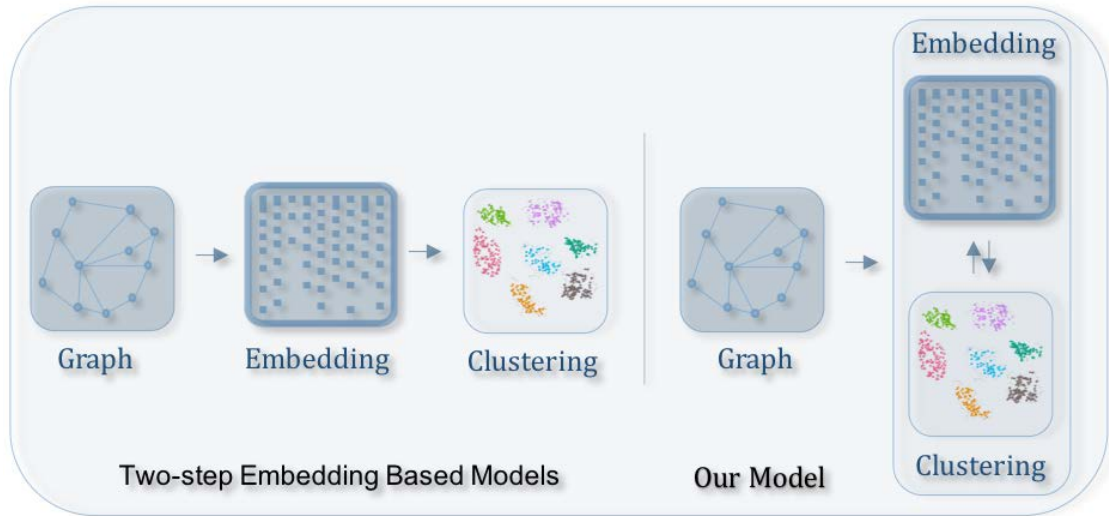 Graph
Embedding
Clustering
Two-step Embedding Based Models
Graph
Embedding
Clustering
Our Model